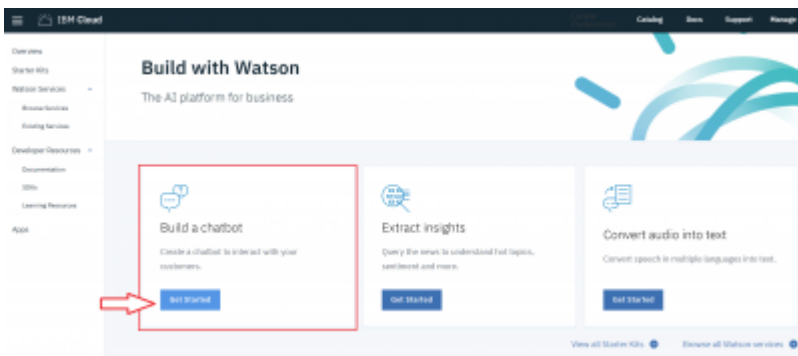 IBM Cloud
Catalog
Docs
Support
Manage
Overview
Starter Kits
Watson Services
Browse Services
Existing Services
Developer Resources
Documentation
SDKs
Learning Resources
Apps
Build with Watson
The AI platform for business
Build a chatbot
Create a chatbot to interact with your
customers.
Get Started
Extract insights
Query the news to understand hot topics,
sentiment and more.
Get Started
Convert audio into text
Convert speech in multiple languages into text.
Get Started
View all Starter Kits
Browse all Watson services